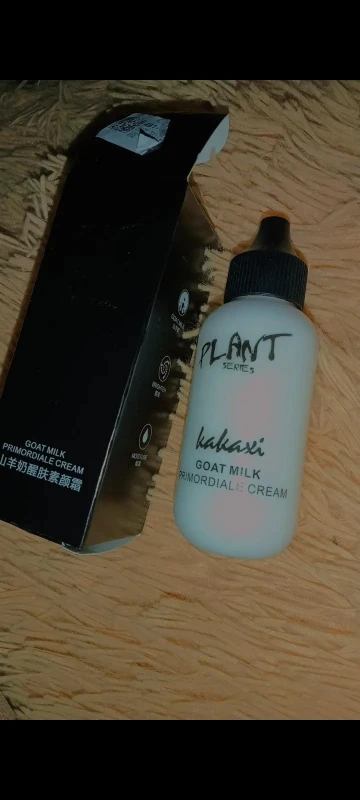 GOAT MILK
PRIMORDIALE CREAM
山羊奶醒肤素颜霜
PLANT
SERIES
kakaxi
GOAT MILK
PRIMORDIALE CREAM